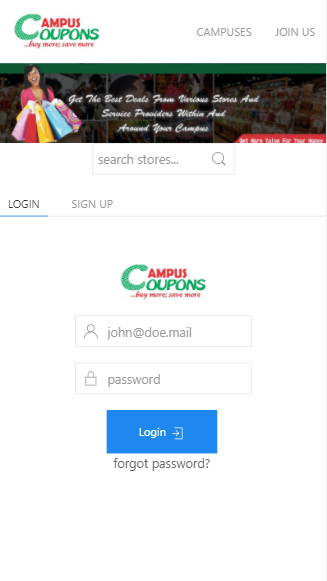 CAMPUS
COUPONS
...buy more; save more
CAMPUSES
JOIN US
Get The Best Deals From Various Stores And
Service Providers Within And
Around Your Campus
Get More Value For Your Money
search stores...
LOGIN
SIGN UP
CAMPUS
COUPONS
...buy more; save more
john@doe.mail
password
Login
forgot password?